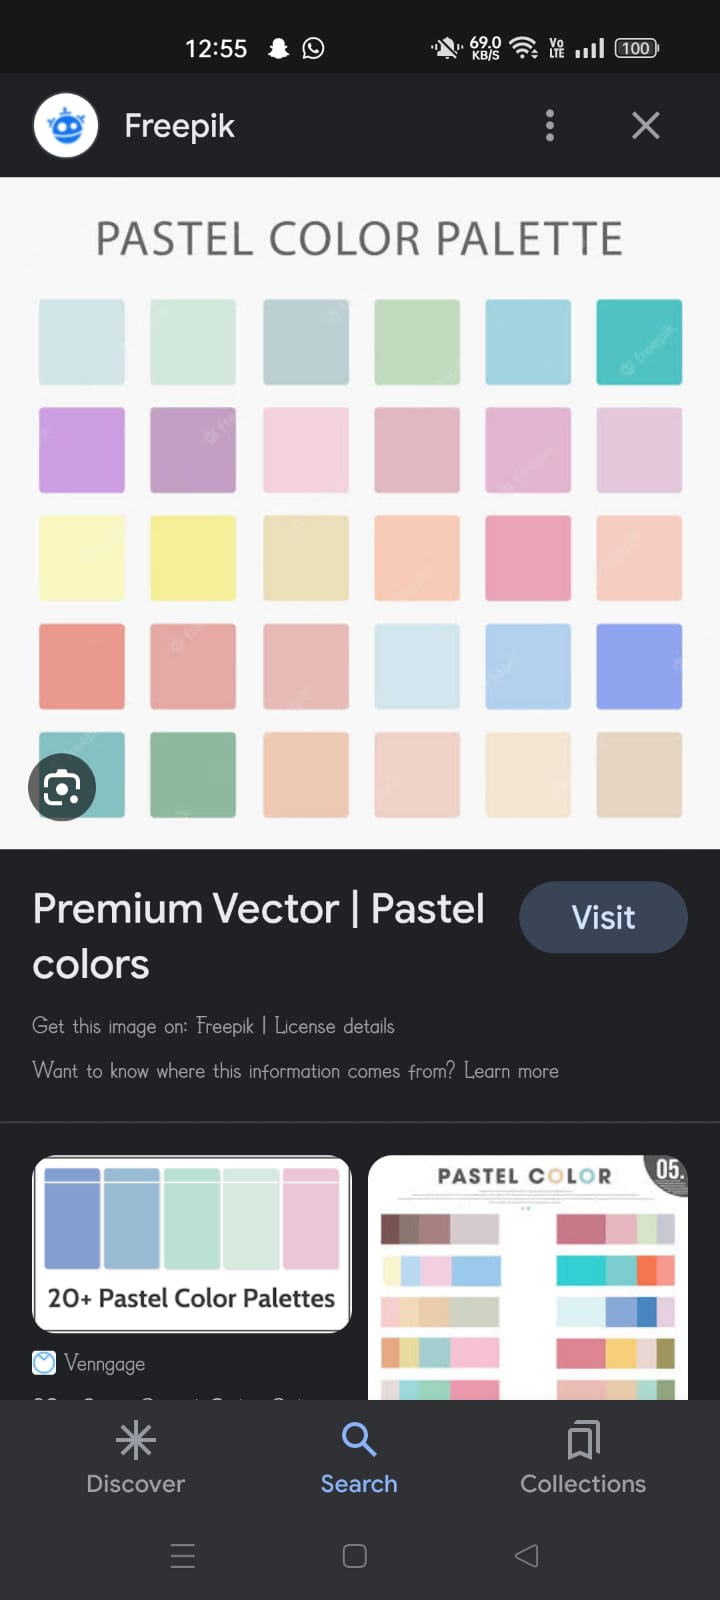 12:55 69.0 KB/S Vo LTE 100
Freepik
PASTEL COLOR PALETTE
freepik
Premium Vector | Pastel
colors
Visit
Get this image on: Freepik | License details
Want to know where this information comes from? Learn more
20+ Pastel Color Palettes
PASTEL COLOR
05.
Venngage
Discover
Search
Collections